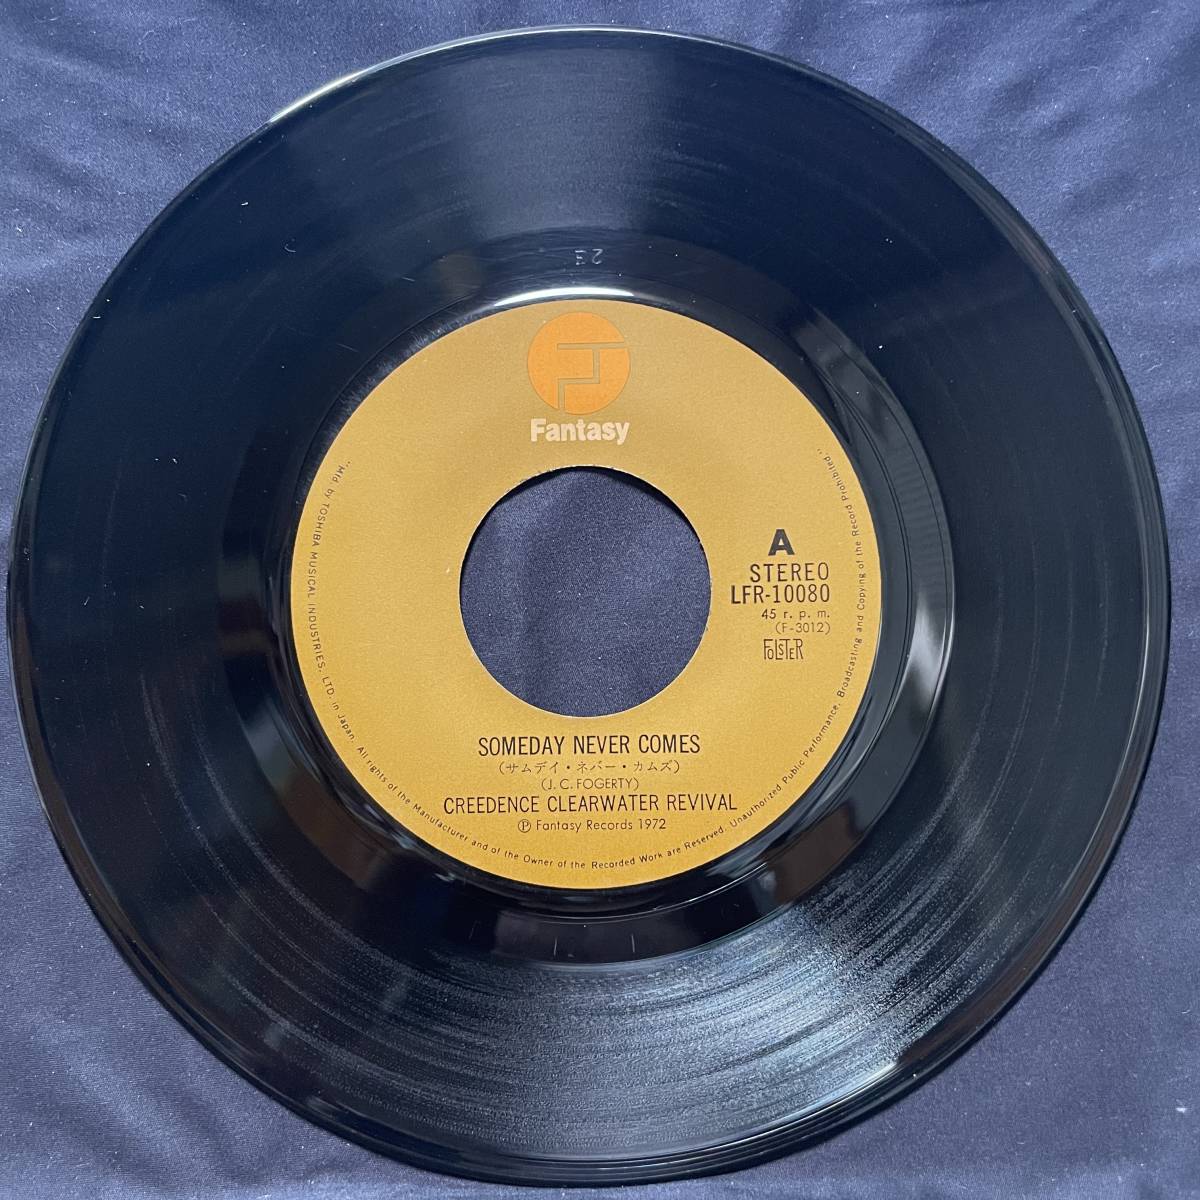 Fantasy
A
STEREO
LFR-10080
45 r.p.m.
(F-3012)
FOLSTER
SOMEDAY NEVER COMES
(サムデイ・ネバー・カムズ)
(J.C. FOGERTY)
CREEDENCE CLEARWATER REVIVAL
Ⓟ Fantasy Records 1972
"Mfd by TOSHIBA MUSICAL INDUSTRIES, LTD. in Japan. All rights of the Manufacturer and of the Owner of the Recorded Work are Reserved. Unauthorized Public Performance, Broadcasting and Copying of the Record Prohibited."